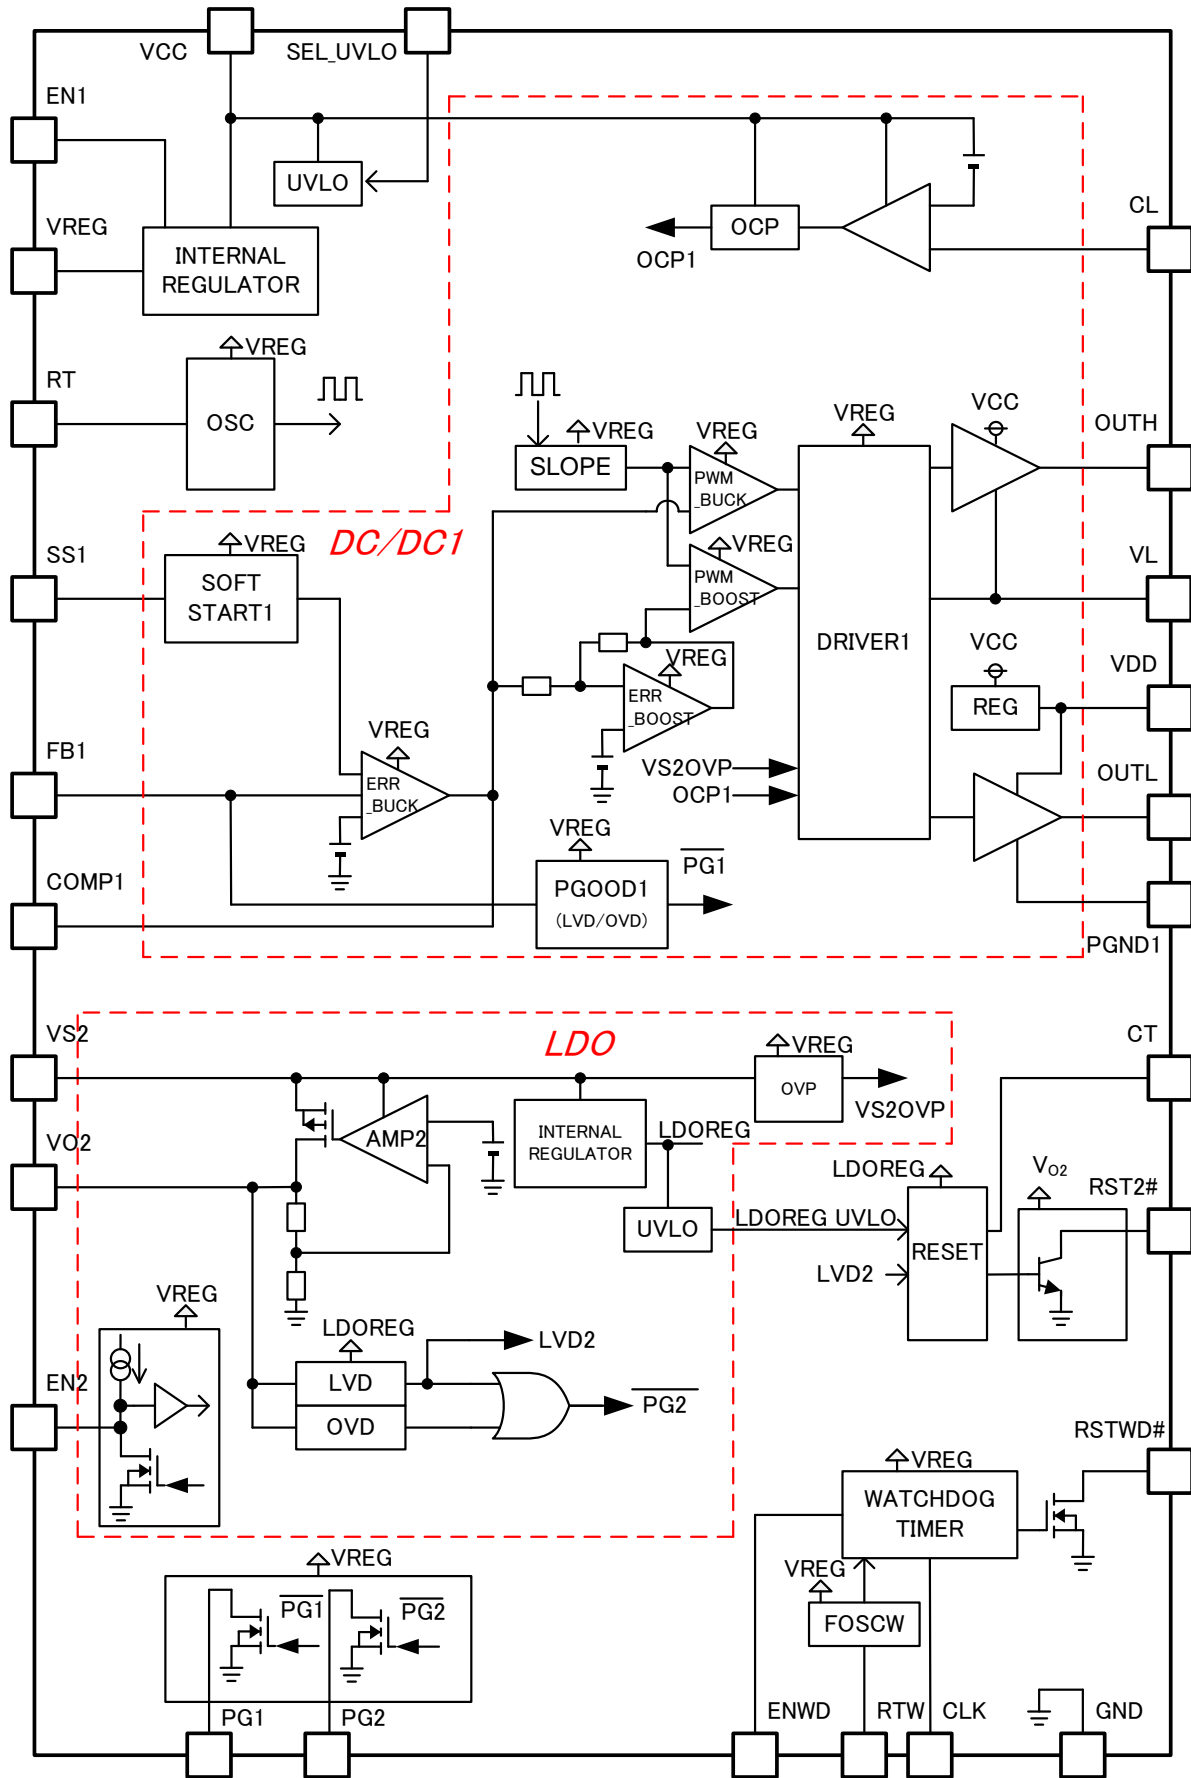 VCC
SEL_UVLO
EN1
UVLO
VREG
INTERNAL
REGULATOR
OCP
OCP1
CL
RT
VREG
OSC
VREG
SLOPE
VREG
PWM
_BUCK
VREG
VCC
OUTH
DC/DC1
SS1
VREG
SOFT
START1
VREG
PWM
_BOOST
VL
DRIVER1
VREG
ERR
_BOOST
VCC
REG
VDD
FB1
VREG
ERR
_BUCK
VS2OVP
OCP1
OUTL
COMP1
VREG
PGOOD1
(LVD/OVD)
PG1
PGND1
VS2
LDO
VREG
OVP
VS2OVP
CT
VO2
AMP2
INTERNAL
REGULATOR
LDOREG
UVLO
LDOREG UVLO
LDOREG
RESET
LVD2
VO2
RST2#
VREG
EN2
LDOREG
LVD
OVD
LVD2
PG2
RSTWD#
VREG
WATCHDOG
TIMER
VREG
FOSCW
VREG
PG1
PG2
PG1
PG2
ENWD
RTW
CLK
GND